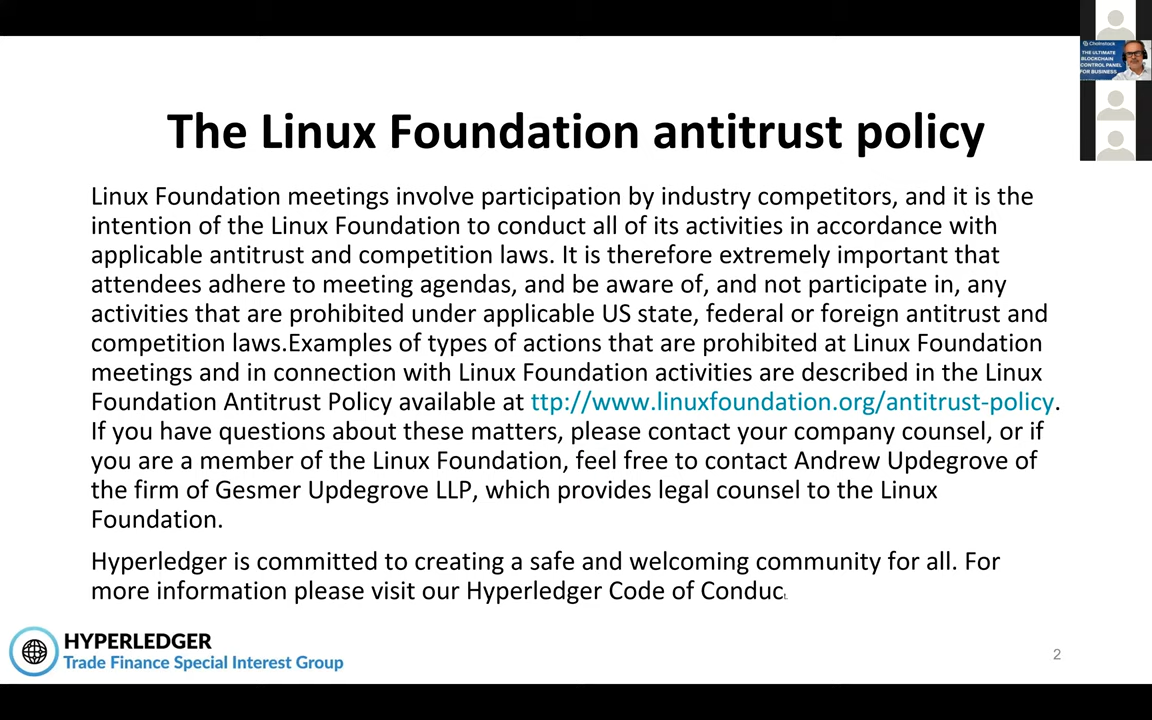 The Linux Foundation antitrust policy
Linux Foundation meetings involve participation by industry competitors, and it is the
intention of the Linux Foundation to conduct all of its activities in accordance with
applicable antitrust and competition laws. It is therefore extremely important that
attendees adhere to meeting agendas, and be aware of, and not participate in, any
activities that are prohibited under applicable US state, federal or foreign antitrust and
competition laws.Examples of types of actions that are prohibited at Linux Foundation
meetings and in connection with Linux Foundation activities are described in the Linux
Foundation Antitrust Policy available at ttp://www.linuxfoundation.org/antitrust-policy.
If you have questions about these matters, please contact your company counsel, or if
you are a member of the Linux Foundation, feel free to contact Andrew Updegrove of
the firm of Gesmer Updegrove LLP, which provides legal counsel to the Linux
Foundation.
Hyperledger is committed to creating a safe and welcoming community for all. For
more information please visit our Hyperledger Code of Conduct
HYPERLEDGER
Trade Finance Special Interest Group
2
Chainstack
THE ULTIMATE
BLOCKCHAIN
CONTROL PANEL
FOR BUSINESS